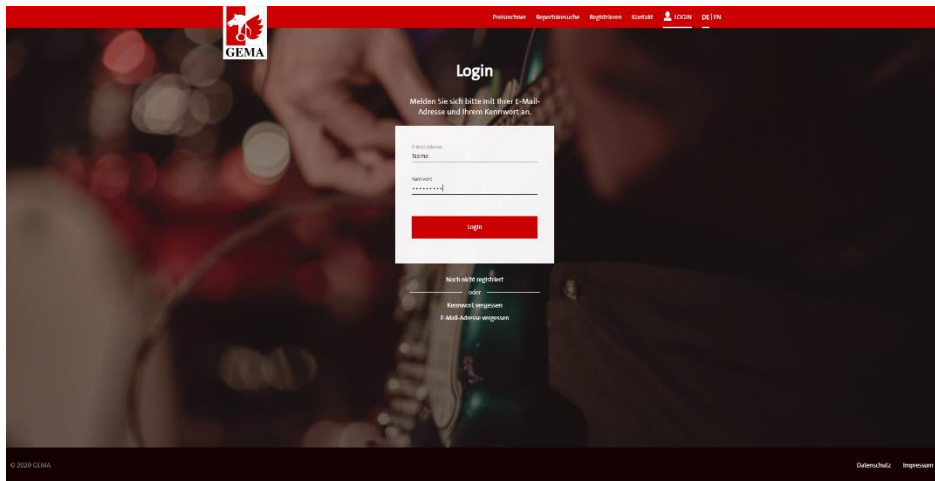 Preisrechner Repertoiresuche Registrieren Kontakt LOGIN DE | EN
GEMA
Login
Melden Sie sich bitte mit Ihrer E-Mail-
Adresse und Ihrem Kennwort an.
E-Mail-Adresse
Name
Kennwort
•••••••••
Login
Noch nicht registriert
oder
Kennwort vergessen
E-Mail-Adresse vergessen
© 2020 GEMA
Datenschutz Impressum